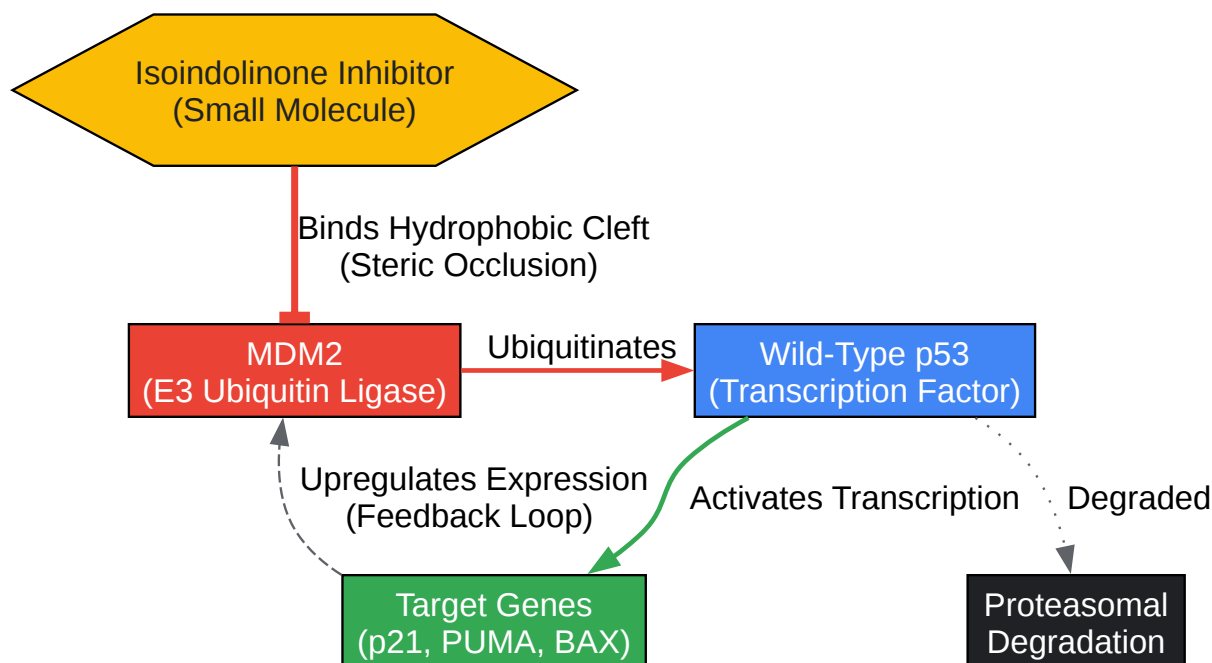 Isoindolinone Inhibitor
(Small Molecule)
Binds Hydrophobic Cleft
(Steric Occlusion)
MDM2
(E3 Ubiquitin Ligase)
Ubiquitinates
Wild-Type p53
(Transcription Factor)
Upregulates Expression
(Feedback Loop)
Activates Transcription
Degraded
Target Genes
(p21, PUMA, BAX)
Proteasomal
Degradation